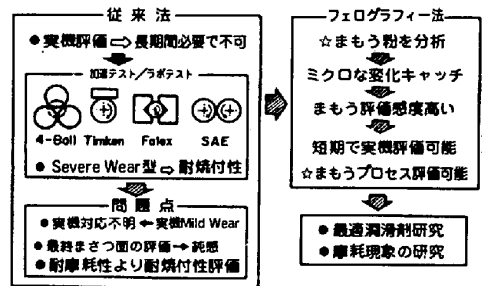 従来法
●実機評価⇨長期間必要で不可
加速テスト/ラボテスト
4-Ball Timken Falex SAE
●Severe Wear型⇨耐焼付性
問題点
●実機対応不明←実機Mild Wear
●最終まさつ面の評価→鈍感
●耐摩耗性より耐焼付性評価
フェログラフィー法
☆まもう粉を分析
ミクロな変化キャッチ
まもう評価感度高い
短期で実機評価可能
☆まもうプロセス評価可能
●最適潤滑剤研究
●摩耗現象の研究